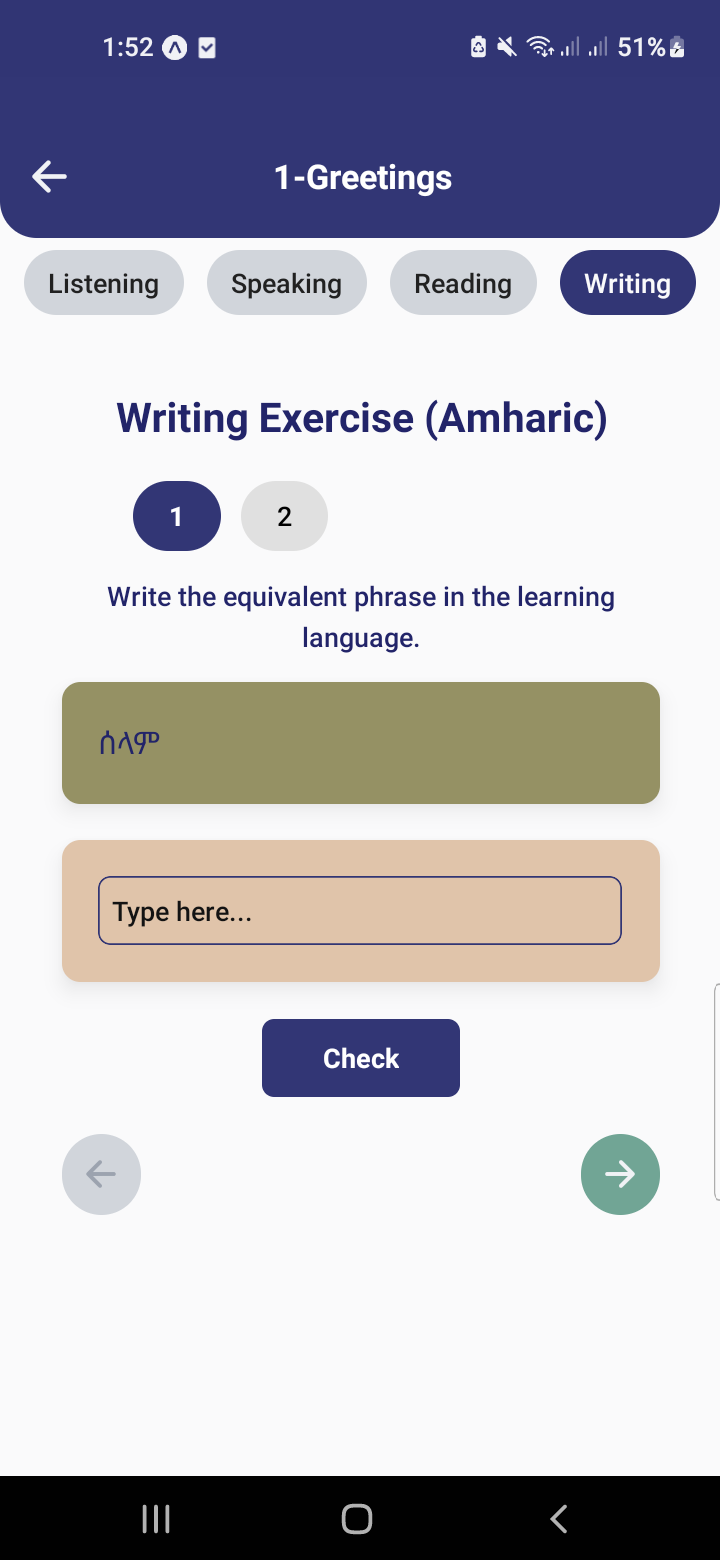 1:52 51%
1-Greetings
Listening Speaking Reading Writing
Writing Exercise (Amharic)
1 2
Write the equivalent phrase in the learning
language.
ሰላም
Type here...
Check